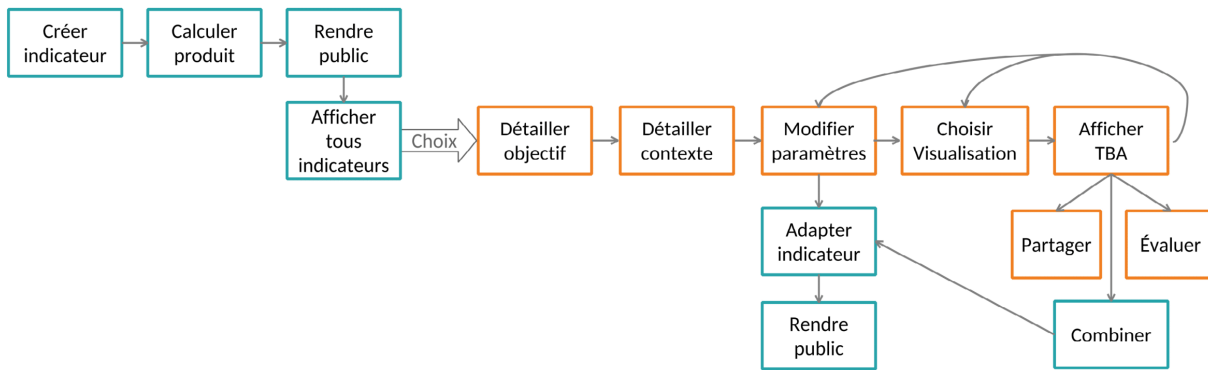 Créer
indicateur
Calculer
produit
Rendre
public
Afficher
tous
indicateurs
Choix
Détailler
objectif
Détailler
contexte
Modifier
paramètres
Choisir
Visualisation
Afficher
TBA
Adapter
indicateur
Partager
Évaluer
Rendre
public
Combiner